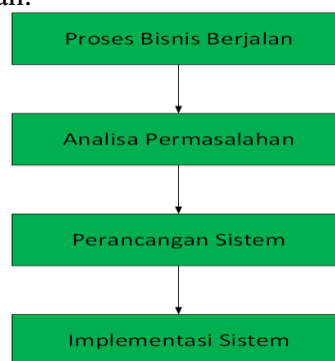 Proses Bisnis Berjalan
Analisa Permasalahan
Perancangan Sistem
Implementasi Sistem